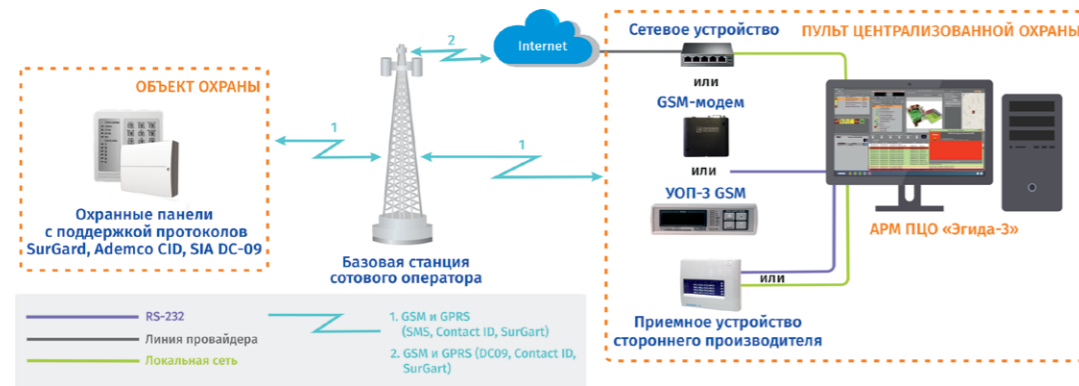 ОБЪЕКТ ОХРАНЫ
Охранные панели
с поддержкой протоколов
SurGard, Ademco CID, SIA DC-09
1
2
1
Internet
Базовая станция
сотового оператора
ПУЛЬТ ЦЕНТРАЛИЗОВАННОЙ ОХРАНЫ
Сетевое устройство
или
GSM-модем
или
УОП-3 GSM
или
Приемное устройство
стороннего производителя
АРМ ПЦО «Эгида-3»
RS-232
Линия провайдера
Локальная сеть
1. GSM и GPRS
(SMS, Contact ID, SurGart)
2. GSM и GPRS (DC09, Contact ID,
SurGart)